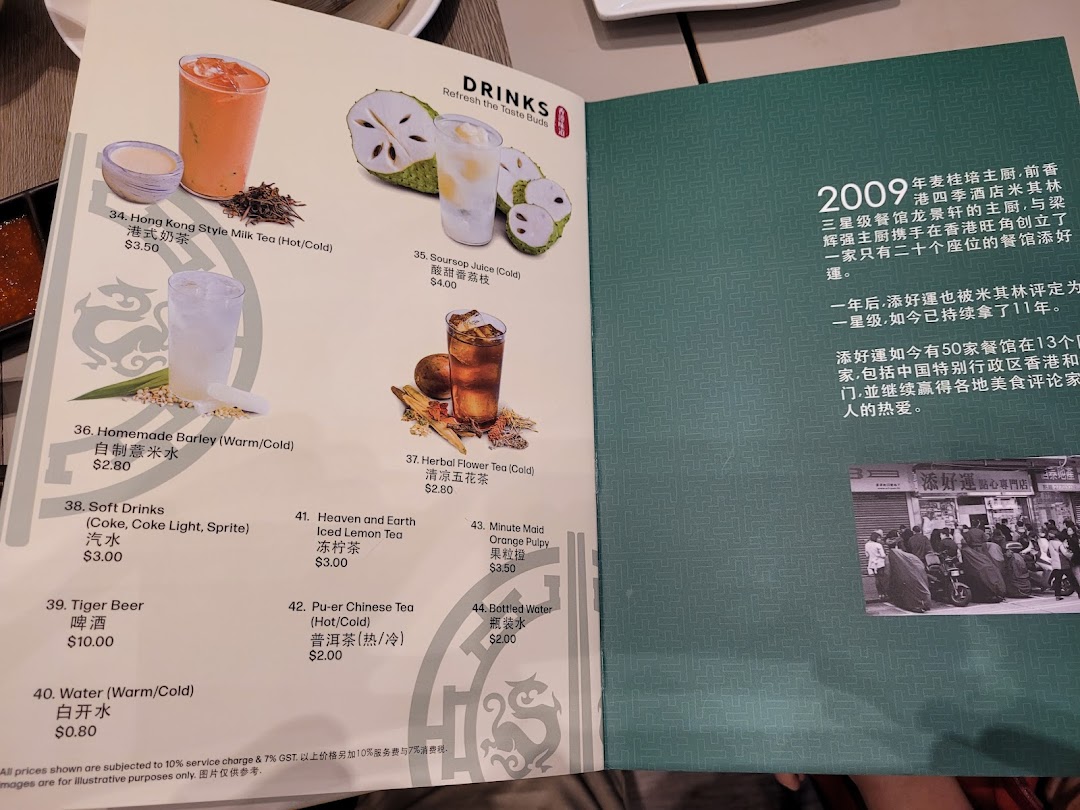 DRINKS
Refresh the Taste Buds
34. Hong Kong Style Milk Tea (Hot/Cold)
港式奶茶
$3.50
35. Soursop Juice (Cold)
酸甜番荔枝
$4.00
36. Homemade Barley (Warm/Cold)
自制薏米水
$2.80
37. Herbal Flower Tea (Cold)
清凉五花茶
$2.80
38. Soft Drinks
(Coke, Coke Light, Sprite)
汽水
$3.00
39. Tiger Beer
啤酒
$10.00
40. Water (Warm/Cold)
白开水
$0.80
41. Heaven and Earth
Iced Lemon Tea
冻柠茶
$3.00
42. Pu-er Chinese Tea
(Hot/Cold)
普洱茶(热/冷)
$2.00
43. Minute Maid
Orange Pulpy
果粒橙
$3.50
44. Bottled Water
瓶装水
$2.00
All prices shown are subjected to 10% service charge & 7% GST. 以上价格另加10%服务费与7%消费税.
Images are for illustrative purposes only. 图片仅供参考.
2009年麦桂培主厨,前香
港四季酒店米其林
三星级餐馆龙景轩的主厨,与梁
辉强主厨携手在香港旺角创立了
一家只有二十个座位的餐馆添好
運。
一年后,添好運也被米其林评定为
一星级,如今已持续拿了11年。
添好運如今有50家餐馆在13个
家,包括中国特别行政区香港和
门,並继续赢得各地美食评论家
人的热爱。
添好運 點心專門店